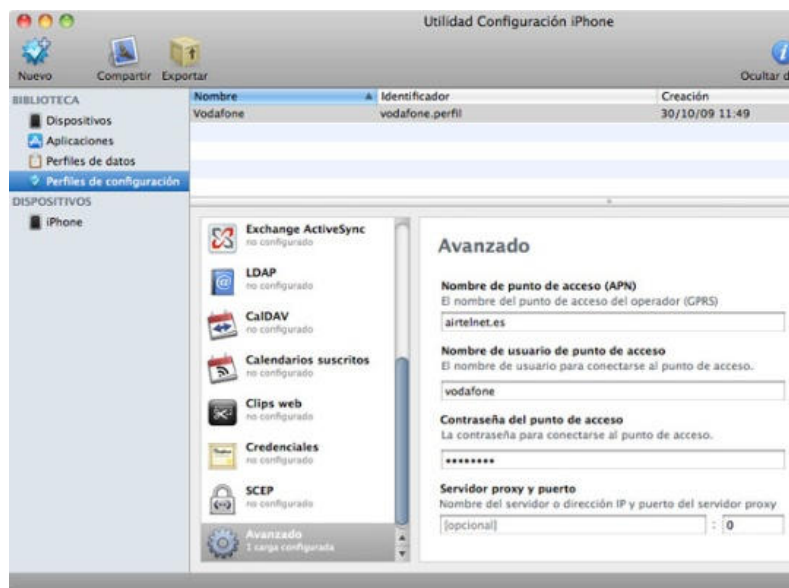 Utilidad Configuración iPhone
Nuevo Compartir Exportar Ocultar d
BIBLIOTECA
Dispositivos
Aplicaciones
Perfiles de datos
Perfiles de configuración
DISPOSITIVOS
iPhone
Nombre Identificador Creación
Vodafone vodafone.perfil 30/10/09 11:49
Exchange ActiveSync
no configurado
LDAP
no configurado
CalDAV
no configurado
Calendarios suscritos
no configurado
Clips web
no configurado
Credenciales
no configurado
SCEP
no configurado
Avanzado
1 carga configurada
Avanzado
Nombre de punto de acceso (APN)
El nombre del punto de acceso del operador (GPRS)
airtelnet.es
Nombre de usuario de punto de acceso
El nombre de usuario para conectarse al punto de acceso.
vodafone
Contraseña del punto de acceso
La contraseña para conectarse al punto de acceso.
••••••••
Servidor proxy y puerto
Nombre del servidor o dirección IP y puerto del servidor proxy
[opcional] : 0